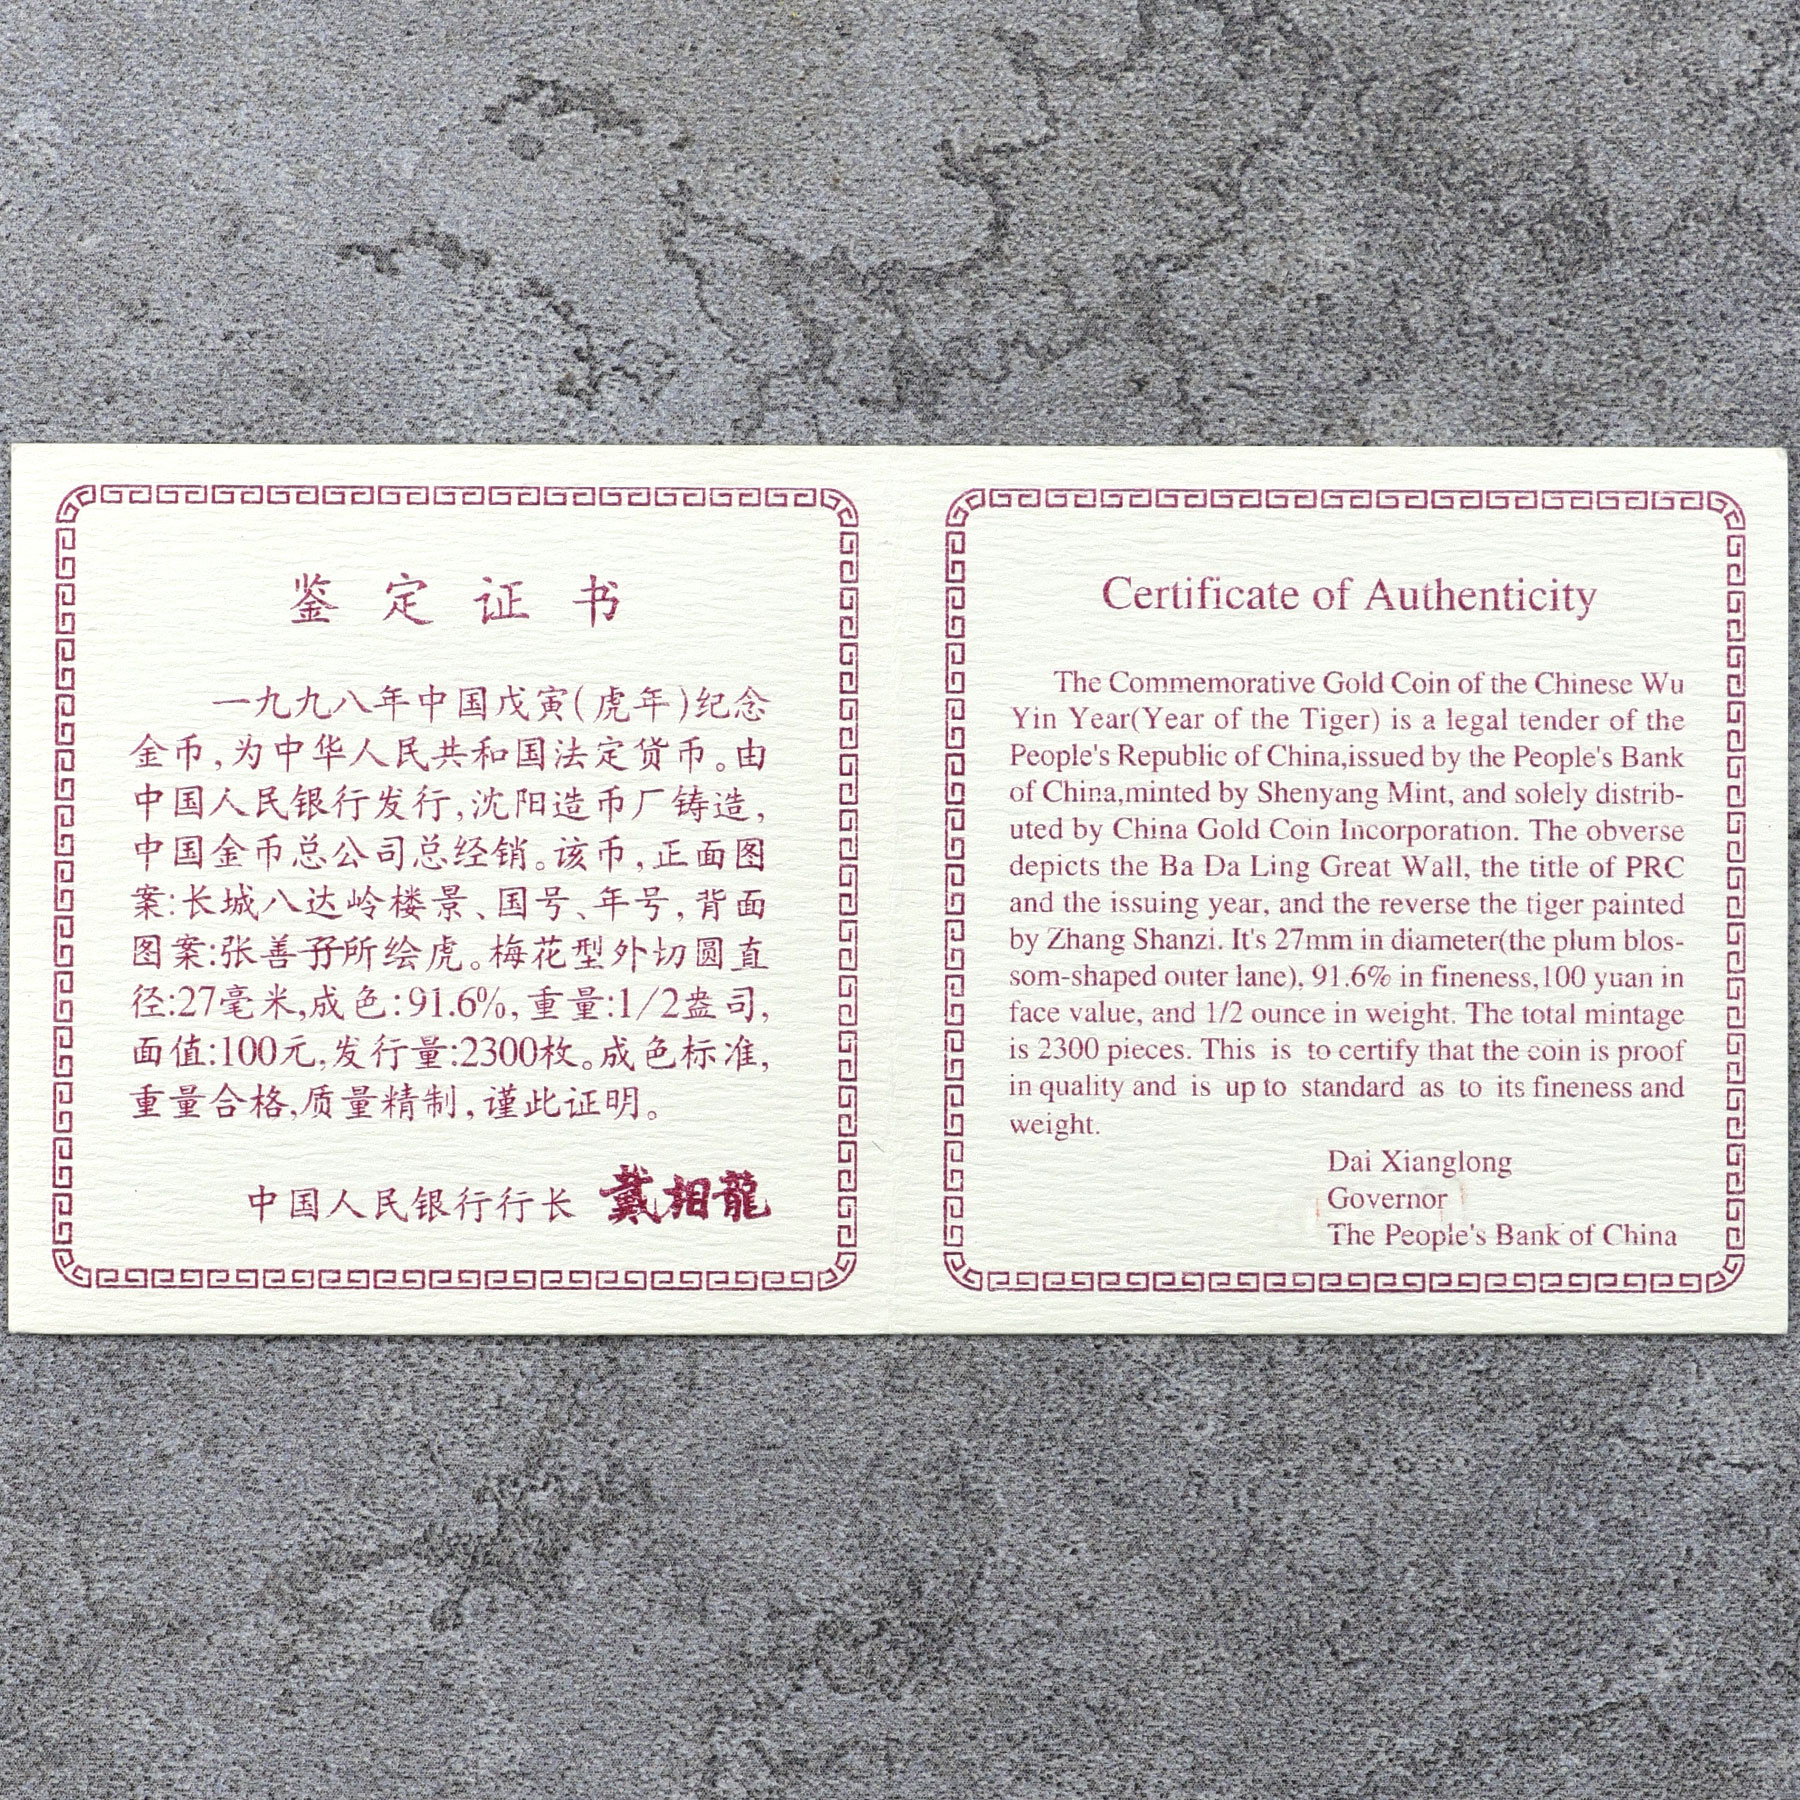 鉴定证书
一九九八年中国戊寅(虎年)纪念
金币,为中华人民共和国法定货币。由
中国人民银行发行,沈阳造币厂铸造,
中国金币总公司总经销。该币,正面图
案:长城八达岭楼景、国号、年号,背面
图案:张善孖所绘虎。梅花型外切圆直
径:27毫米,成色:91.6%,重量:1/2盎司,
面值:100元,发行量:2300枚。成色标准,
重量合格,质量精制,谨此证明。
中国人民银行行长 戴相龍
Certificate of Authenticity
The Commemorative Gold Coin of the Chinese Wu
Yin Year(Year of the Tiger) is a legal tender of the
People's Republic of China,issued by the People's Bank
of China,minted by Shenyang Mint, and solely distrib-
uted by China Gold Coin Incorporation. The obverse
depicts the Ba Da Ling Great Wall, the title of PRC
and the issuing year, and the reverse the tiger painted
by Zhang Shanzi. It's 27mm in diameter(the plum blos-
som-shaped outer lane), 91.6% in fineness,100 yuan in
face value, and 1/2 ounce in weight. The total mintage
is 2300 pieces. This is to certify that the coin is proof
in quality and is up to standard as to its fineness and
weight.
Dai Xianglong
Governor
The People's Bank of China